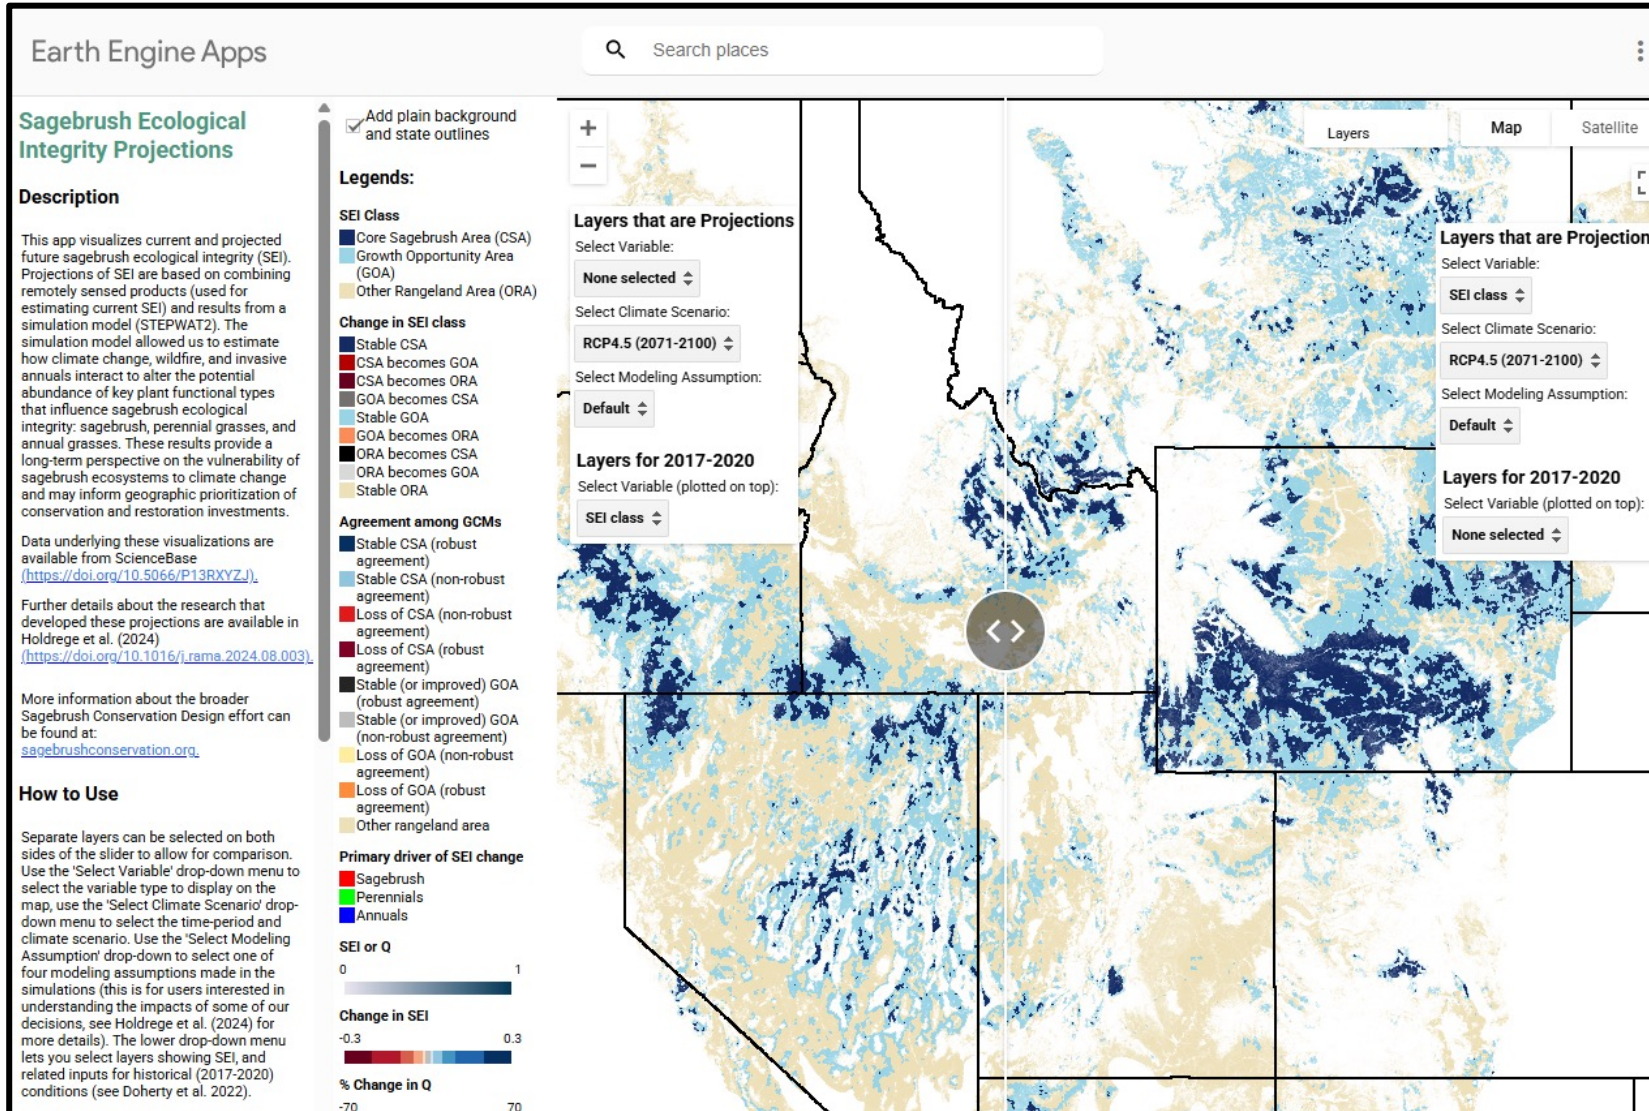 Earth Engine Apps
Search places
Sagebrush Ecological
Integrity Projections
Description
This app visualizes current and projected
future sagebrush ecological integrity (SEI).
Projections of SEI are based on combining
remotely sensed products (used for
estimating current SEI) and results from a
simulation model (STEPWAT2). The
simulation model allowed us to estimate
how climate change, wildfire, and invasive
annuals interact to alter the potential
abundance of key plant functional types
that influence sagebrush ecological
integrity: sagebrush, perennial grasses, and
annual grasses. These results provide a
long-term perspective on the vulnerability of
sagebrush ecosystems to climate change
and may inform geographic prioritization of
conservation and restoration investments.
Data underlying these visualizations are
available from ScienceBase
(https://doi.org/10.5066/P13RXYZJ).
Further details about the research that
developed these projections are available in
Holdrege et al. (2024)
(https://doi.org/10.1016/j.rama.2024.08.003).
More information about the broader
Sagebrush Conservation Design effort can
be found at:
sagebrushconservation.org.
How to Use
Separate layers can be selected on both
sides of the slider to allow for comparison.
Use the 'Select Variable' drop-down menu to
select the variable type to display on the
map, use the 'Select Climate Scenario' drop-
down menu to select the time-period and
climate scenario. Use the 'Select Modeling
Assumption' drop-down to select one of
four modeling assumptions made in the
simulations (this is for users interested in
understanding the impacts of some of our
decisions, see Holdrege et al. (2024) for
more details). The lower drop-down menu
lets you select layers showing SEI, and
related inputs for historical (2017-2020)
conditions (see Doherty et al. 2022).
Add plain background
and state outlines
Legends:
SEI Class
Core Sagebrush Area (CSA)
Growth Opportunity Area
(GOA)
Other Rangeland Area (ORA)
Change in SEI class
Stable CSA
CSA becomes GOA
CSA becomes ORA
GOA becomes CSA
Stable GOA
GOA becomes ORA
ORA becomes CSA
ORA becomes GOA
Stable ORA
Agreement among GCMs
Stable CSA (robust
agreement)
Stable CSA (non-robust
agreement)
Loss of CSA (non-robust
agreement)
Loss of CSA (robust
agreement)
Stable (or improved) GOA
(robust agreement)
Stable (or improved) GOA
(non-robust agreement)
Loss of GOA (non-robust
agreement)
Loss of GOA (robust
agreement)
Other rangeland area
Primary driver of SEI change
Sagebrush
Perennials
Annuals
SEI or Q
0 1
Change in SEI
-0.3 0.3
% Change in Q
-70 70
Layers that are Projections
Select Variable:
None selected
Select Climate Scenario:
RCP4.5 (2071-2100)
Select Modeling Assumption:
Default
Layers for 2017-2020
Select Variable (plotted on top):
SEI class
Layers
Map
Satellite
Layers that are Projection
Select Variable:
SEI class
Select Climate Scenario:
RCP4.5 (2071-2100)
Select Modeling Assumption:
Default
Layers for 2017-2020
Select Variable (plotted on top):
None selected